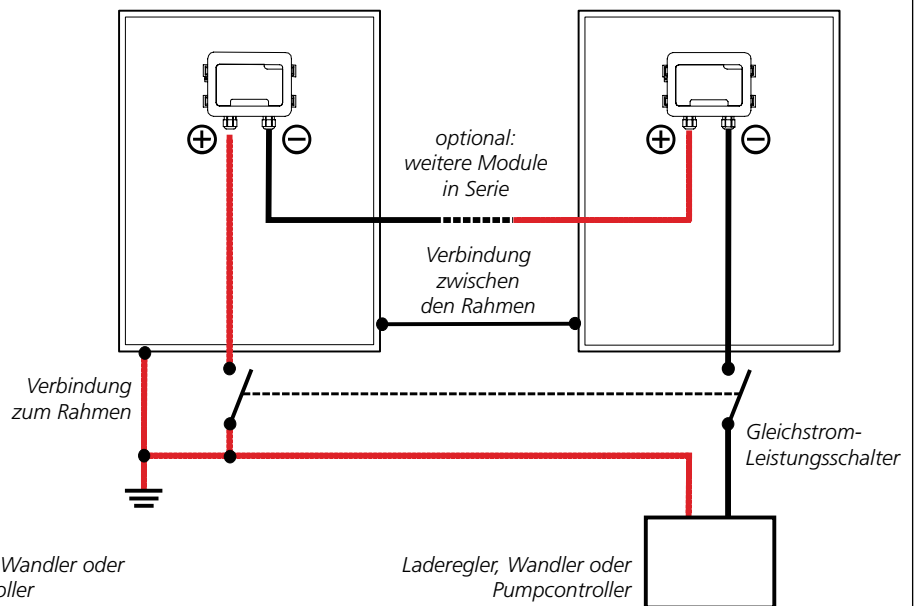 +
−
optional:
weitere Module
in Serie
+
−
Verbindung
zwischen
den Rahmen
Verbindung
zum Rahmen
Gleichstrom-
Leistungsschalter
Wandler oder
oller
Laderegler, Wandler oder
Pumpcontroller